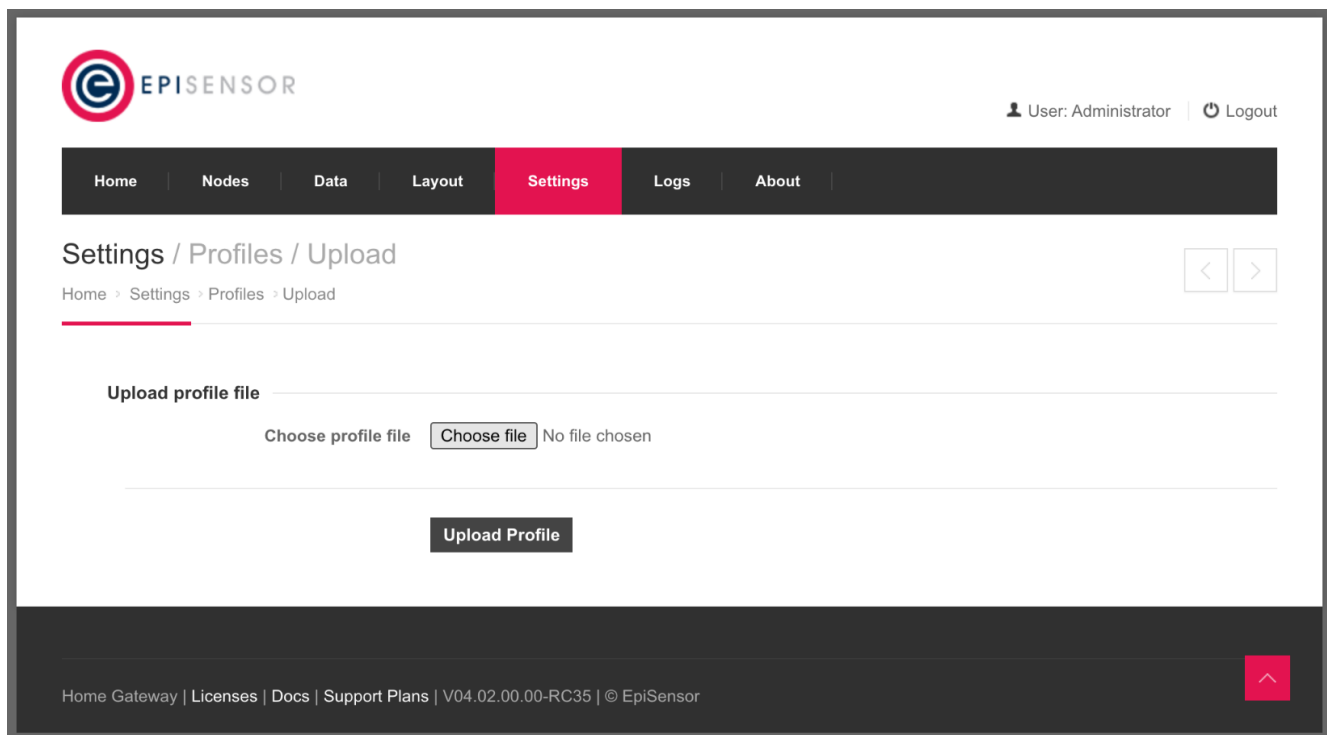 EPISENSOR
User: Administrator Logout
Home Nodes Data Layout Settings Logs About
Settings / Profiles / Upload
Home > Settings > Profiles > Upload
Upload profile file
Choose profile file Choose file No file chosen
Upload Profile
Home Gateway | Licenses | Docs | Support Plans | V04.02.00.00-RC35 | © EpiSensor